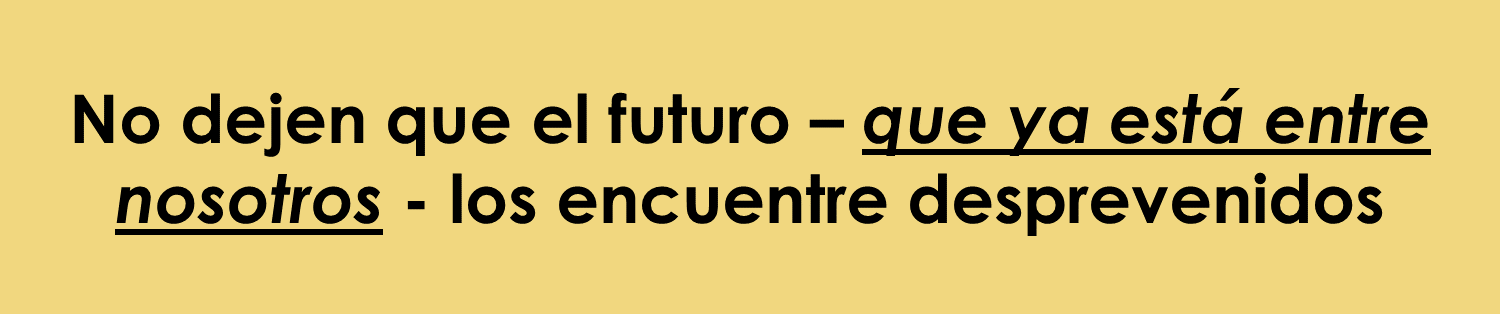 No dejen que el futuro – que ya está entre
nosotros - los encuentre desprevenidos